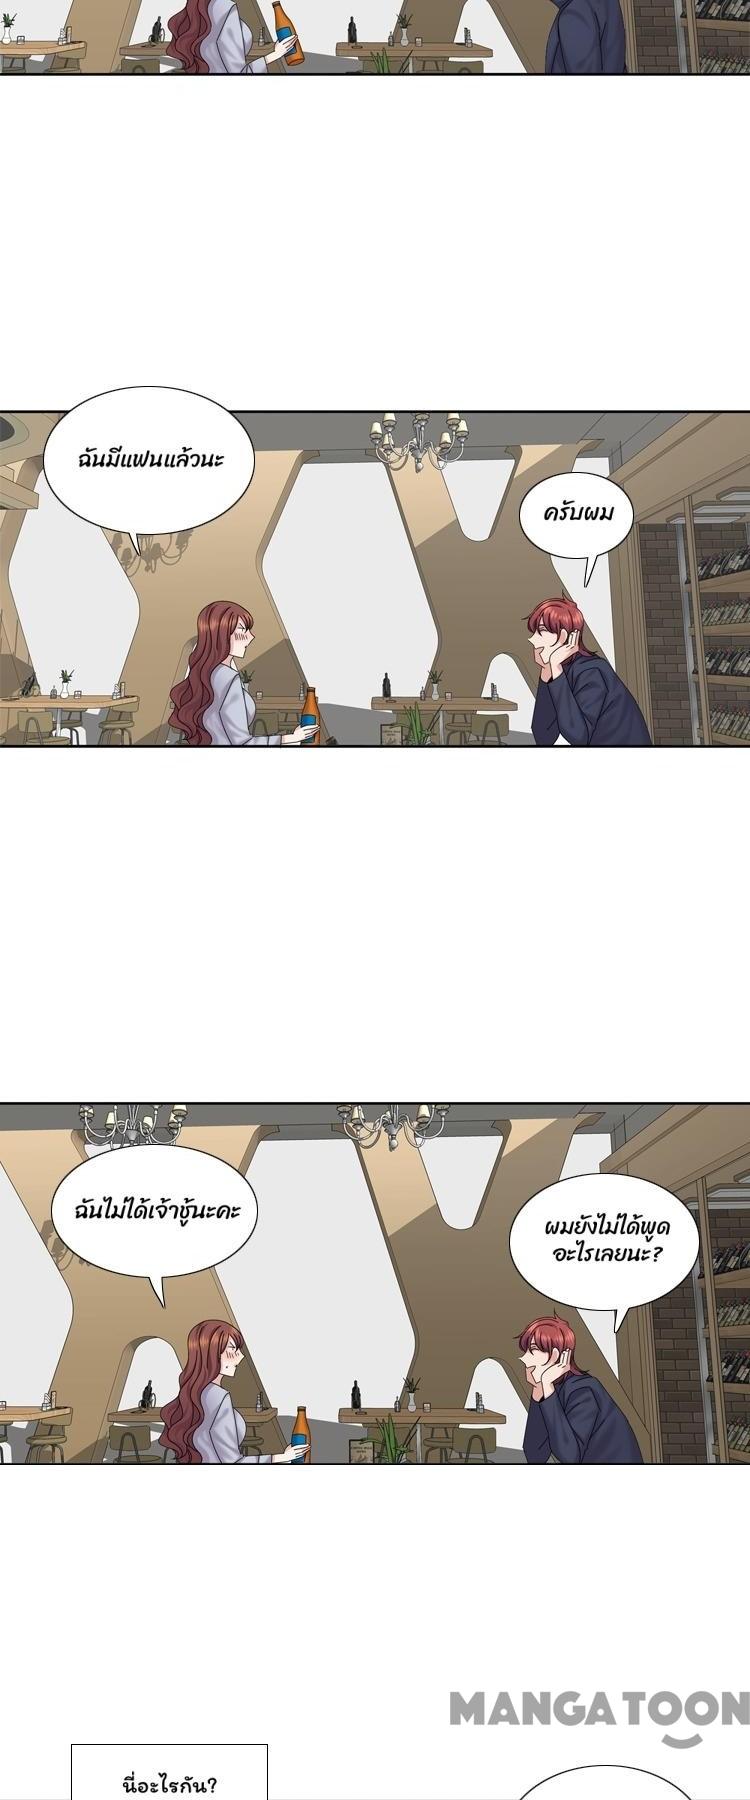 ฉันมีแฟนแล้วนะ
ครับผม
ฉันไม่ได้เจ้าชู้นะคะ
ผมยังไม่ได้พูด
อะไรเลยนะ?
MANGATOON
นี่อะไรกัน?